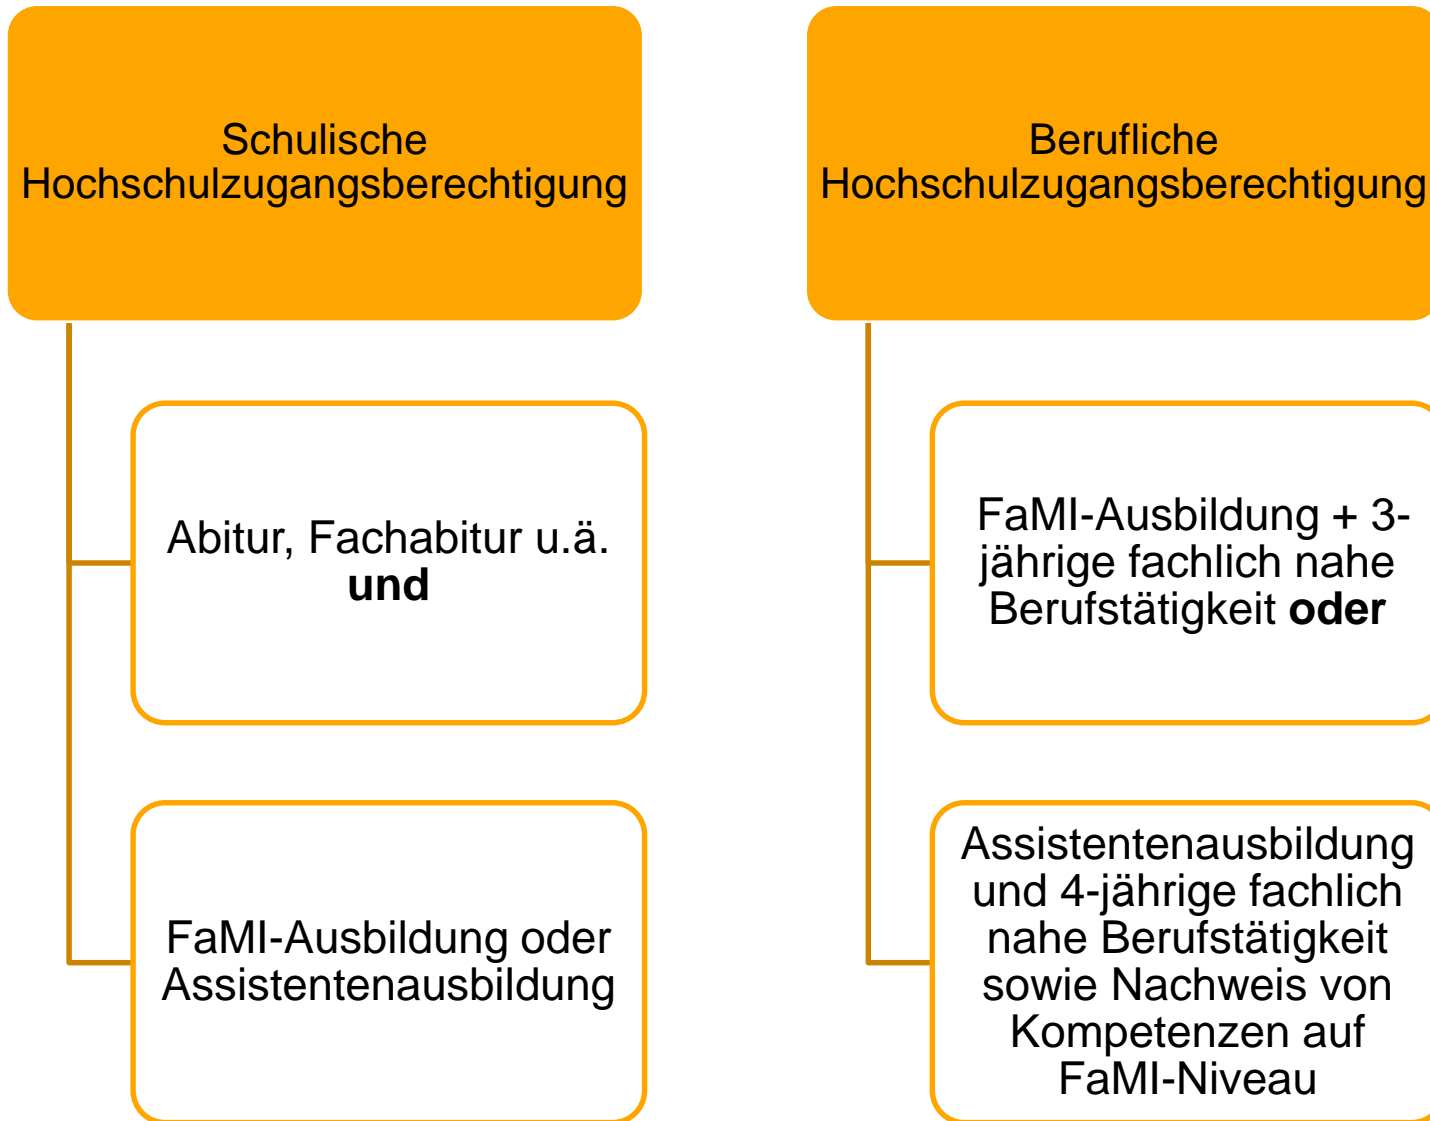 Schulische
Hochschulzugangsberechtigung
Abitur, Fachabitur u.ä.
und
FaMI-Ausbildung oder
Assistentenausbildung
Berufliche
Hochschulzugangsberechtigung
FaMI-Ausbildung + 3-
jährige fachlich nahe
Berufstätigkeit oder
Assistentenausbildung
und 4-jährige fachlich
nahe Berufstätigkeit
sowie Nachweis von
Kompetenzen auf
FaMI-Niveau